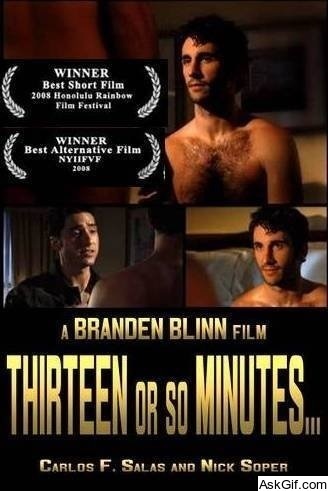 WINNER
Best Short Film
2008 Honolulu Rainbow
Film Festival
WINNER
Best Alternative Film
NYIIFVF
2008
A BRANDEN BLINN FILM
THIRTEEN OR SO MINUTES...
CARLOS F. SALAS AND NICK SOPER
AskGif.com